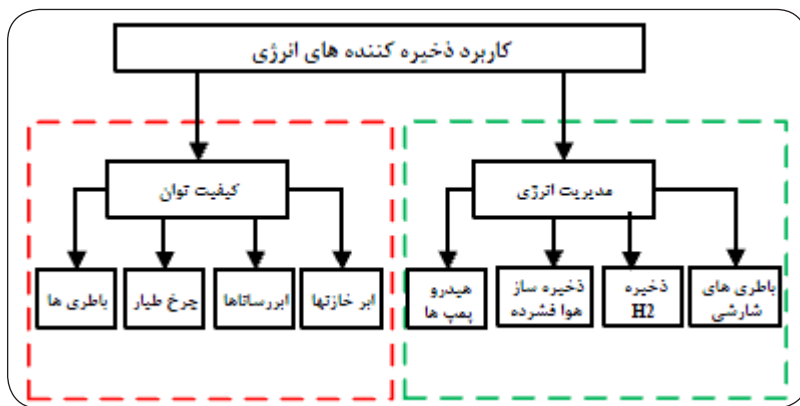 کاربرد ذخیره کننده های انرژی
مدیریت انرژی
کیفیت توان
باطری های
شارشی
ذخیره
H2
ذخیره ساز
هوا فشرده
هیدرو
پمپ ها
ابر خازنها
ابررساناها
چرخ طیار
باطری ها